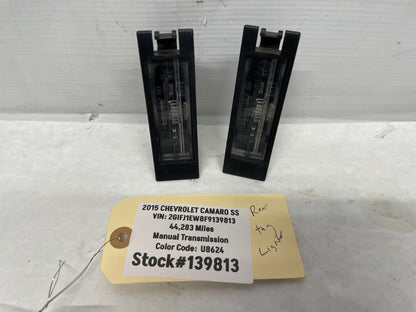 2015 CHEVROLET CAMARO SS
VIN: 2G1FJ1EW8F9139813
44,283 Miles
Manual Transmission
Color Code: U8624
Stock#139813
Rear
tag
Lights